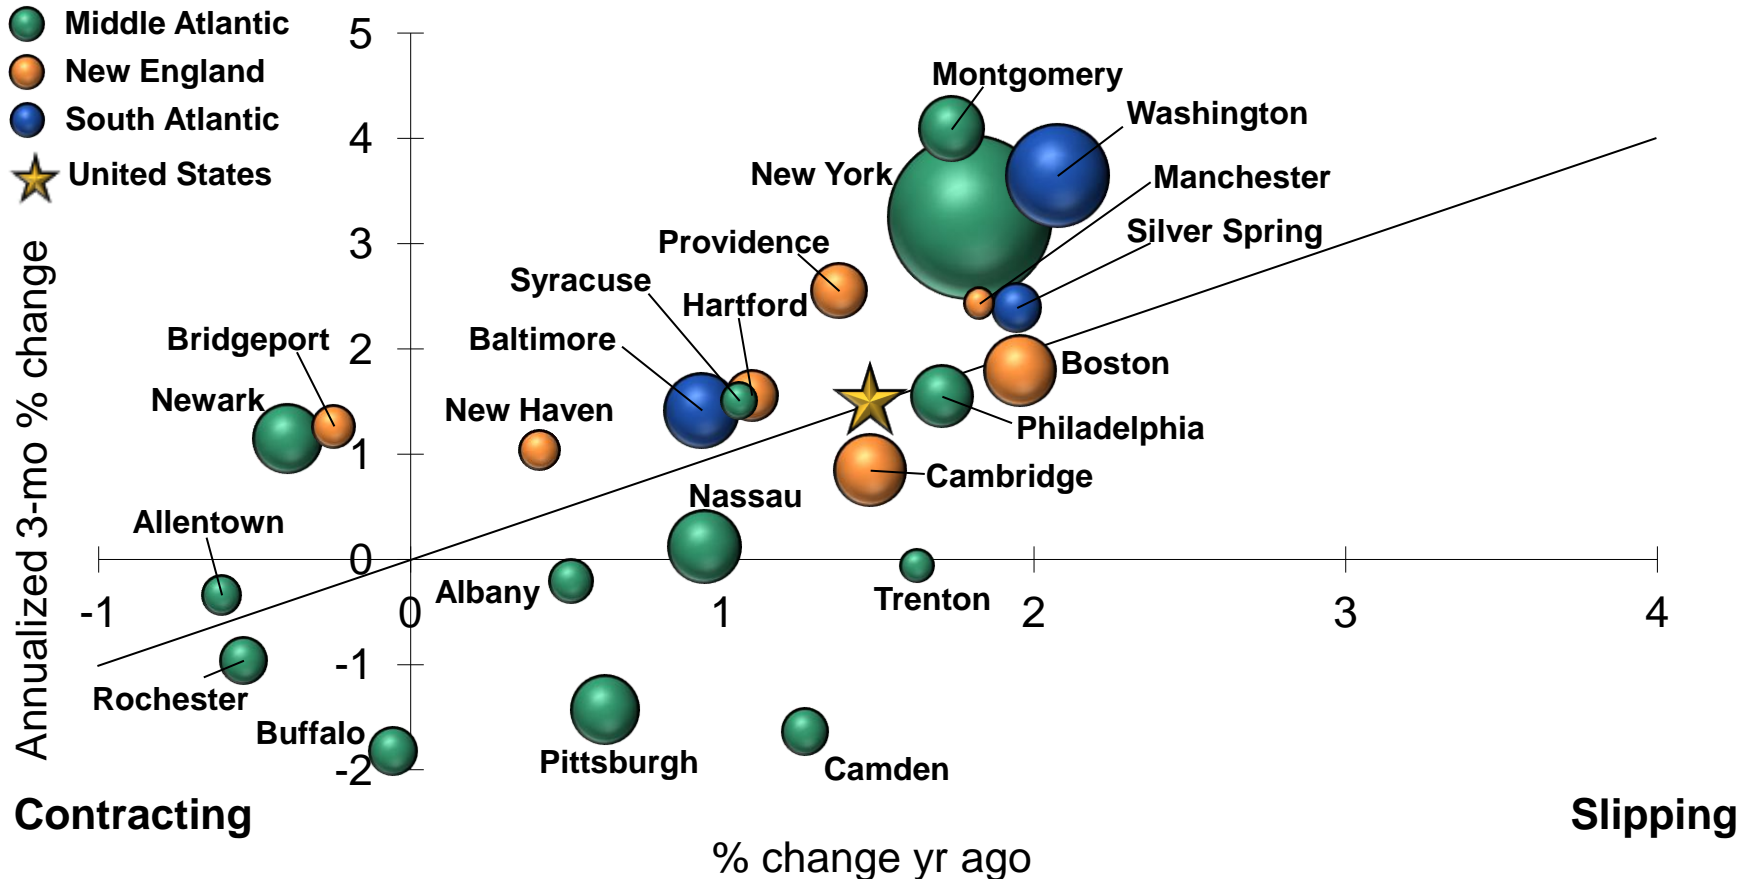 Middle Atlantic
New England
South Atlantic
United States
Annualized 3-mo % change
5
4
3
2
1
0
-1
-2
-1
0
1
2
3
4
Montgomery
Washington
New York
Manchester
Silver Spring
Providence
Syracuse
Hartford
Baltimore
Bridgeport
Newark
New Haven
Boston
Philadelphia
Cambridge
Nassau
Allentown
Albany
Trenton
Rochester
Buffalo
Pittsburgh
Camden
Contracting
Slipping
% change yr ago